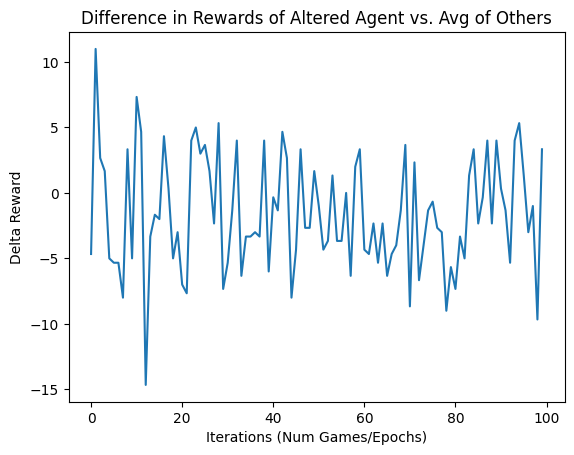 Difference in Rewards of Altered Agent vs. Avg of Others
10
5
0
−5
−10
−15
Delta Reward
0 20 40 60 80 100
Iterations (Num Games/Epochs)